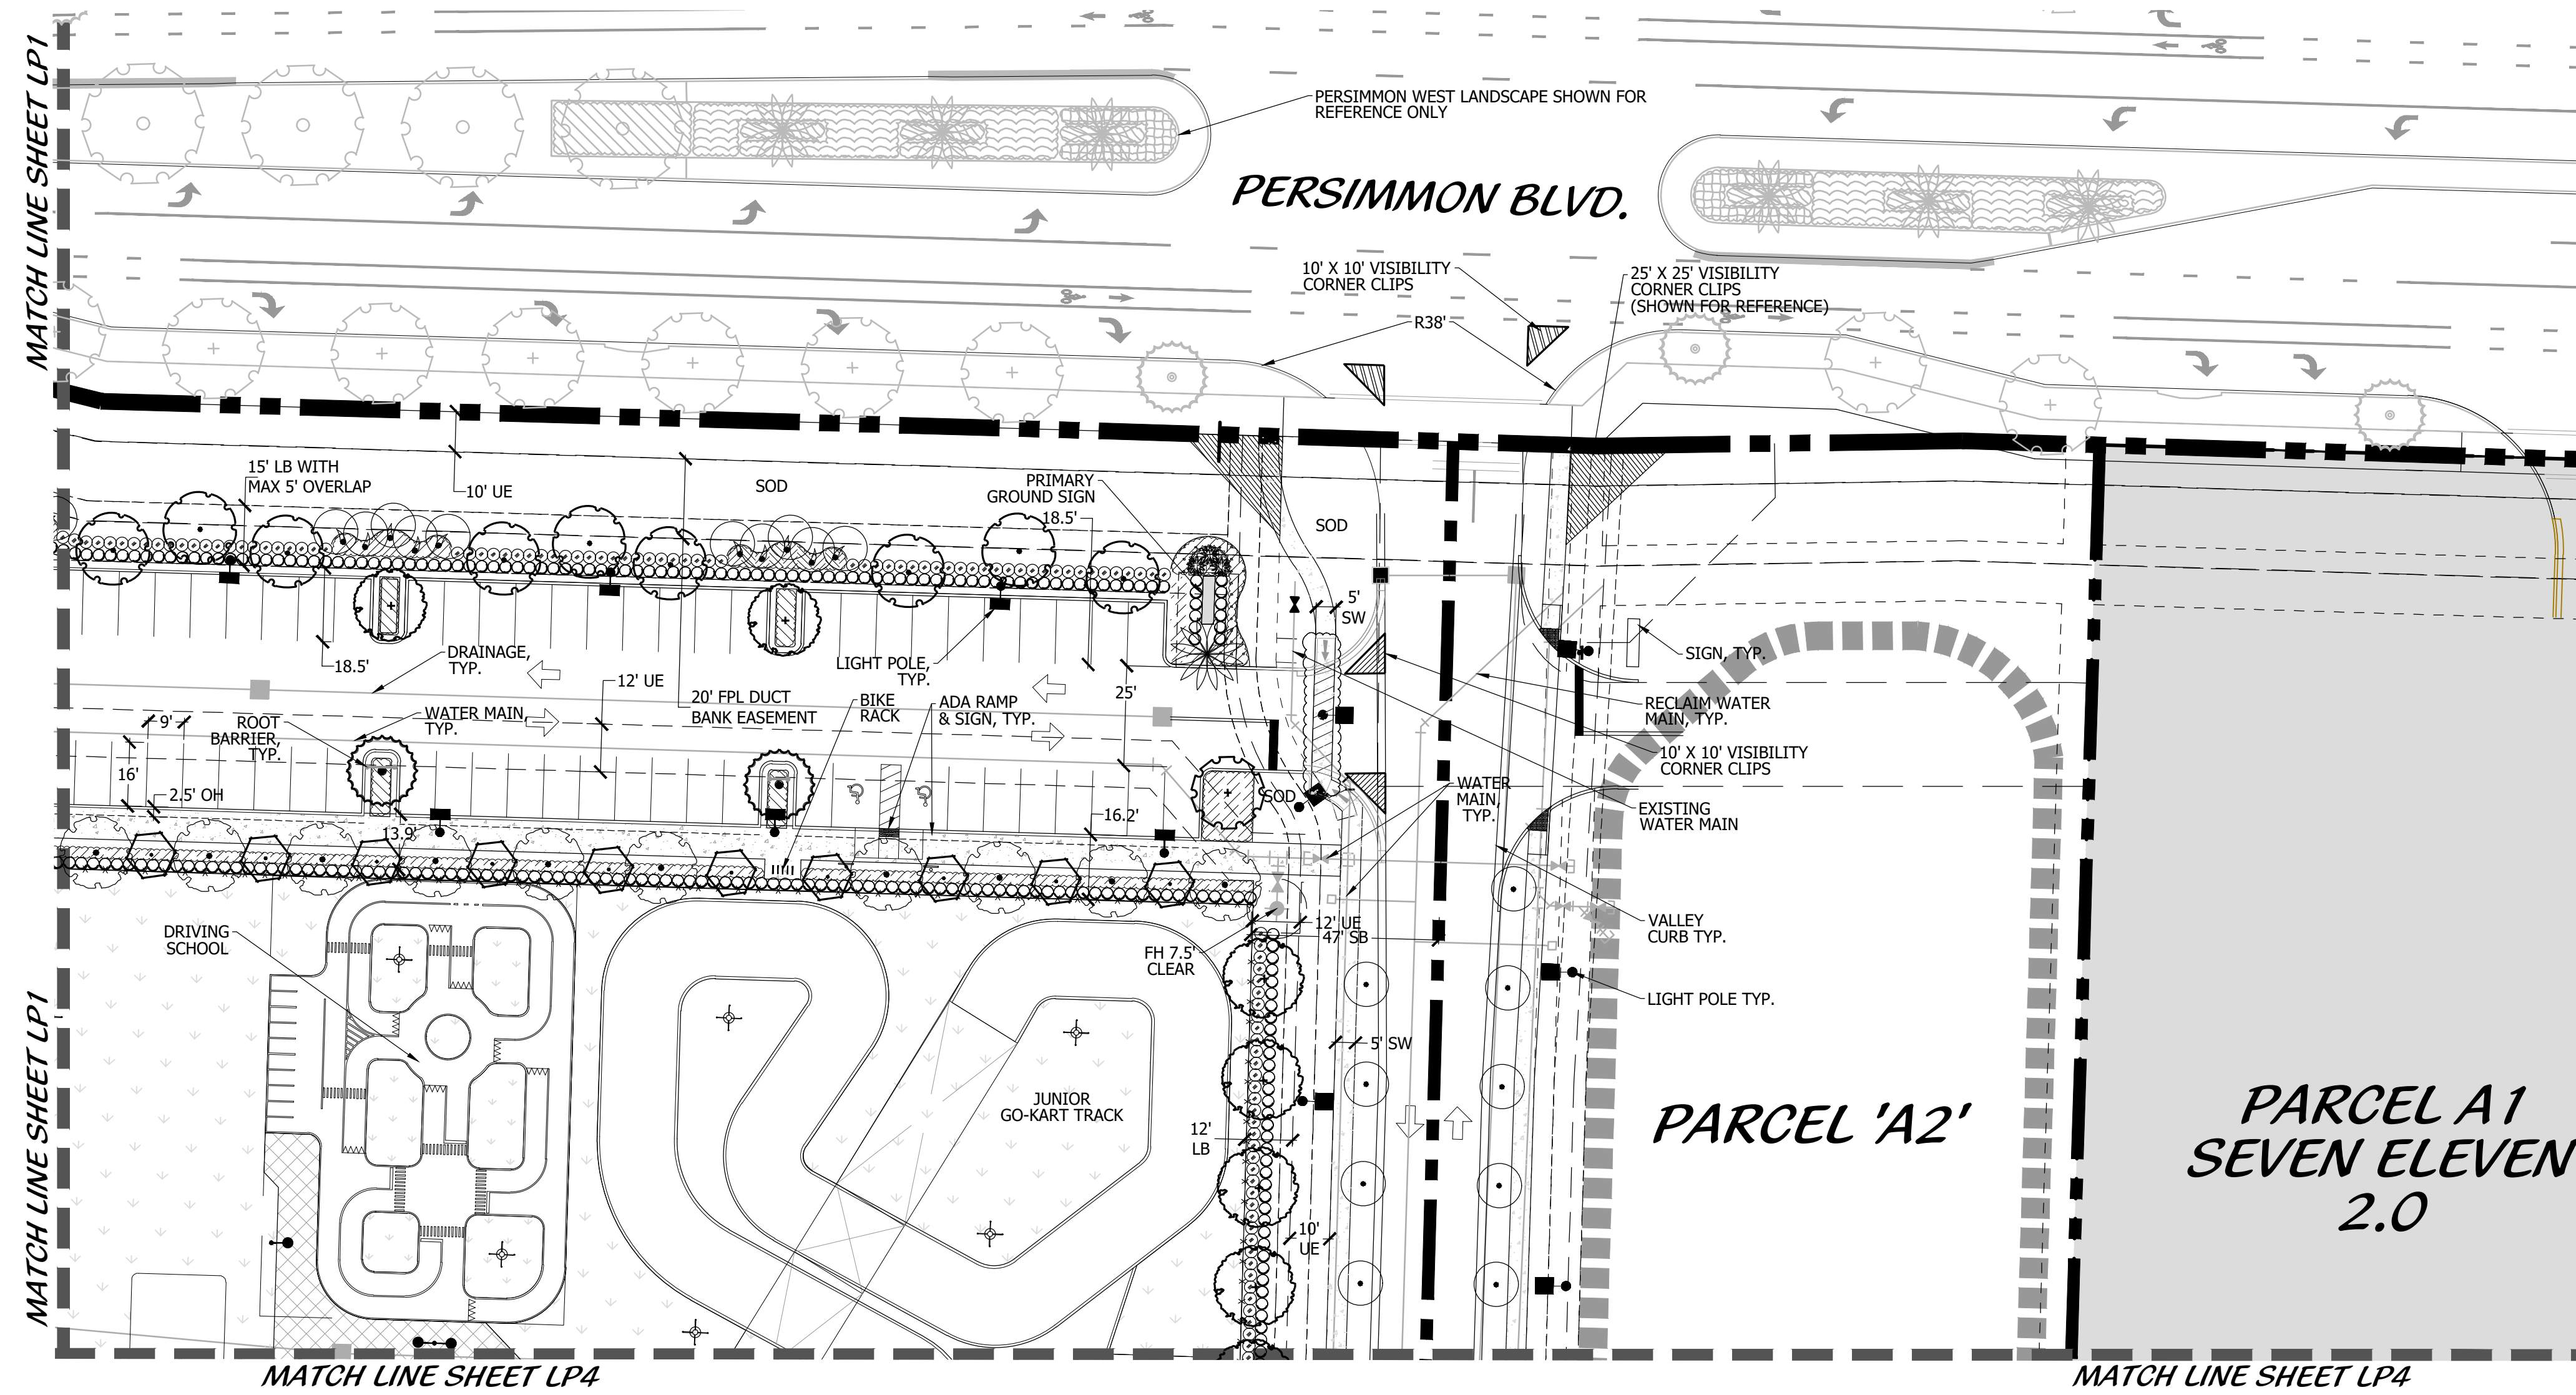 MATCH LINE SHEET LP1
PERSIMMON WEST LANDSCAPE SHOWN FOR
REFERENCE ONLY
PERSIMMON BLVD.
10' X 10' VISIBILITY
CORNER CLIPS
25' X 25' VISIBILITY
CORNER CLIPS
(SHOWN FOR REFERENCE)
R38'
15' LB WITH
MAX 5' OVERLAP
10' UE
SOD
PRIMARY
GROUND SIGN
18.5'
SOD
5'
SW
18.5'
DRAINAGE,
TYP.
12' UE
LIGHT POLE,
TYP.
SIGN, TYP.
20' FPL DUCT
BANK EASEMENT
BIKE
RACK
ADA RAMP
& SIGN, TYP.
25'
RECLAIM WATER
MAIN, TYP.
9'
ROOT
BARRIER,
TYP.
WATER MAIN,
TYP.
10' X 10' VISIBILITY
CORNER CLIPS
16'
2.5' OH
SOD
WATER
MAIN,
TYP.
EXISTING
WATER MAIN
13.9'
16.2'
DRIVING
SCHOOL
12' UE
47' SB
FH 7.5'
CLEAR
VALLEY
CURB TYP.
LIGHT POLE TYP.
5' SW
JUNIOR
GO-KART TRACK
12'
LB
PARCEL 'A2'
PARCEL A1
SEVEN ELEVEN
2.0
10'
UE
MATCH LINE SHEET LP1
MATCH LINE SHEET LP4
MATCH LINE SHEET LP4